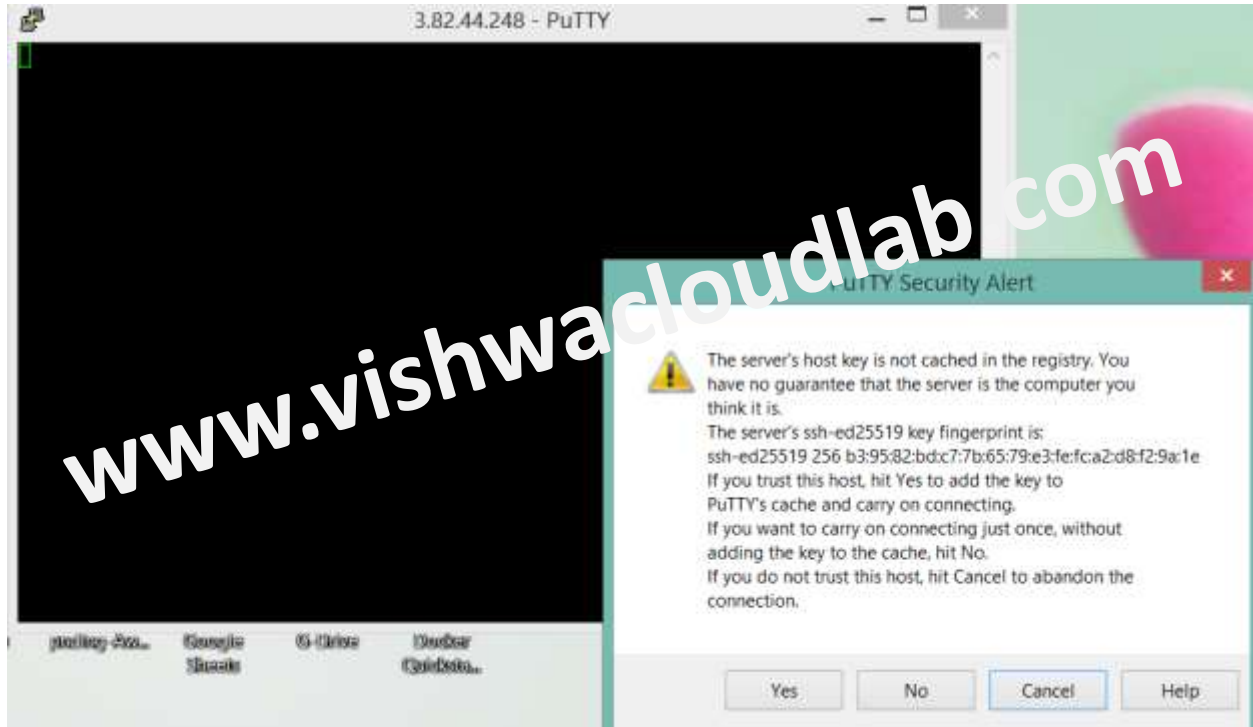 3.82.44.248 - PuTTY
www.vishwacloudlab.com
PuTTY Security Alert
The server's host key is not cached in the registry. You
have no guarantee that the server is the computer you
think it is.
The server's ssh-ed25519 key fingerprint is:
ssh-ed25519 256 b3:95:82:bd:c7:7b:65:79:e3:fe:fc:a2:d8:f2:9a:1e
If you trust this host, hit Yes to add the key to
PuTTY's cache and carry on connecting.
If you want to carry on connecting just once, without
adding the key to the cache, hit No.
If you do not trust this host, hit Cancel to abandon the
connection.
Google G-Drive Docker
Sheets
Yes No Cancel Help